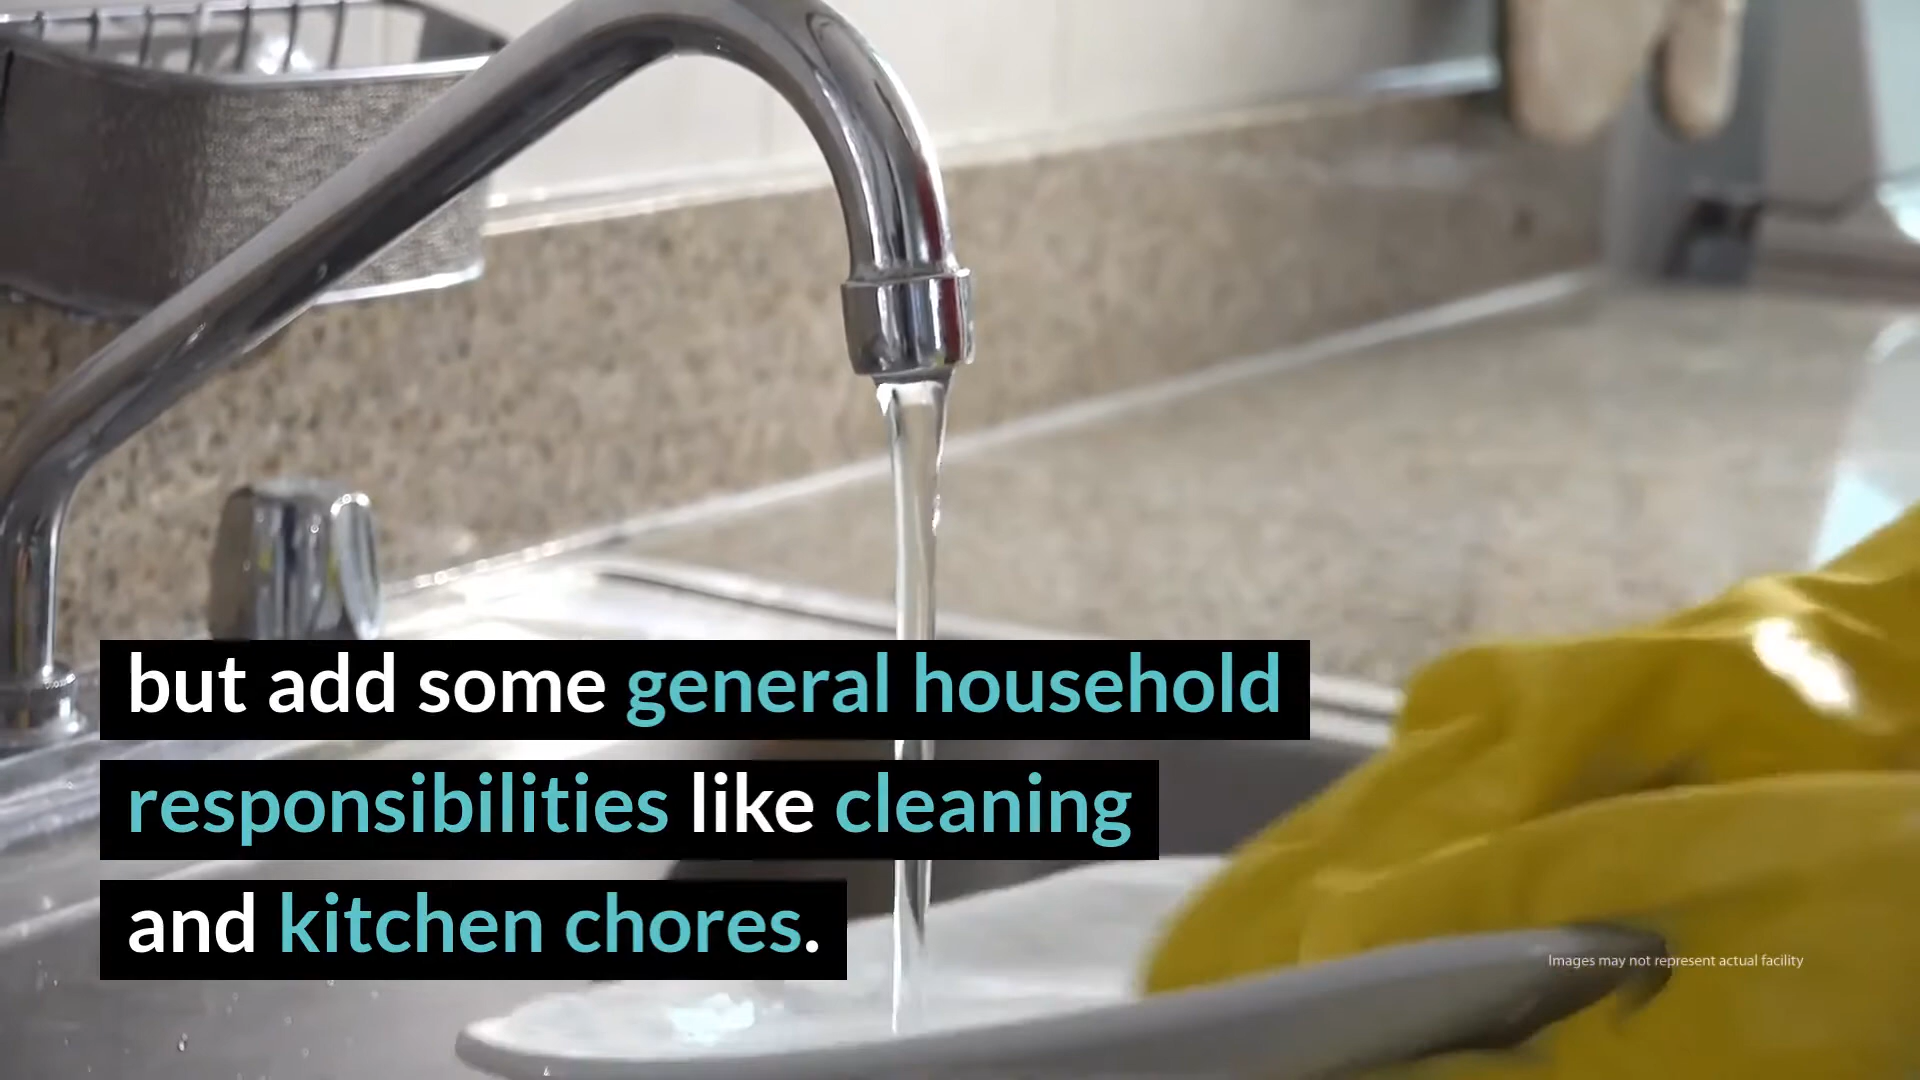 but add some general household
responsibilities like cleaning
and kitchen chores.
Images may not represent actual facility